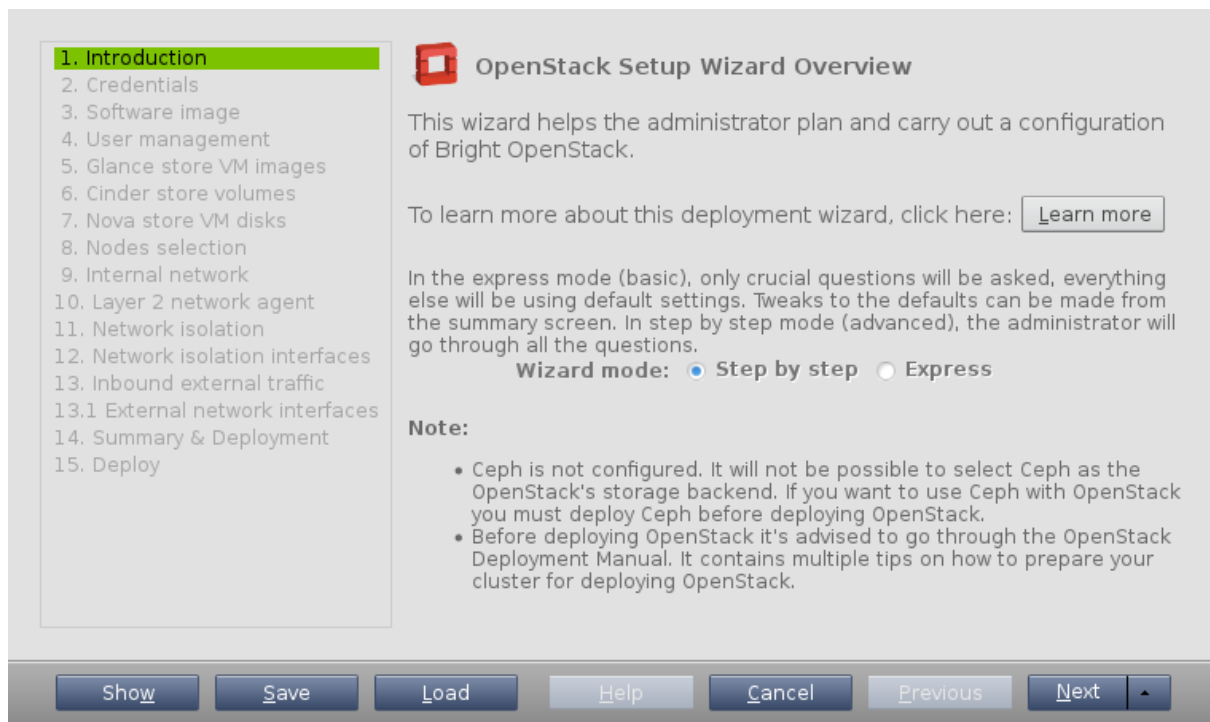 1. Introduction
2. Credentials
3. Software image
4. User management
5. Glance store VM images
6. Cinder store volumes
7. Nova store VM disks
8. Nodes selection
9. Internal network
10. Layer 2 network agent
11. Network isolation
12. Network isolation interfaces
13. Inbound external traffic
13.1 External network interfaces
14. Summary & Deployment
15. Deploy
OpenStack Setup Wizard Overview
This wizard helps the administrator plan and carry out a configuration
of Bright OpenStack.
To learn more about this deployment wizard, click here: Learn more
In the express mode (basic), only crucial questions will be asked, everything
else will be using default settings. Tweaks to the defaults can be made from
the summary screen. In step by step mode (advanced), the administrator will
go through all the questions.
Wizard mode: Step by step Express
Note:
• Ceph is not configured. It will not be possible to select Ceph as the
OpenStack's storage backend. If you want to use Ceph with OpenStack
you must deploy Ceph before deploying OpenStack.
• Before deploying OpenStack it's advised to go through the OpenStack
Deployment Manual. It contains multiple tips on how to prepare your
cluster for deploying OpenStack.
Show Save Load Help Cancel Previous Next